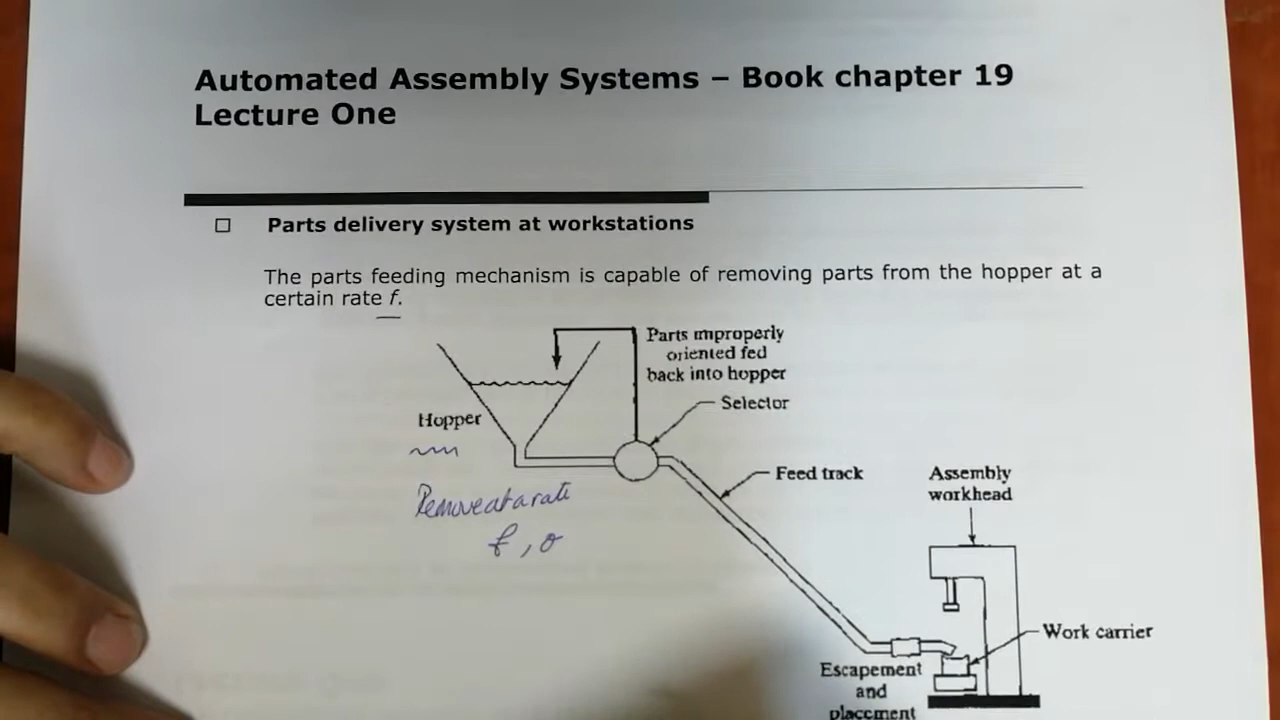 Automated Assembly Systems – Book chapter 19
Lecture One
Parts delivery system at workstations
The parts feeding mechanism is capable of removing parts from the hopper at a
certain rate f.
Parts improperly
oriented fed
back into hopper
Selector
Hopper
Feed track
Assembly
workhead
Remove at a rate
f, θ
Work carrier
Escapement
and
placement